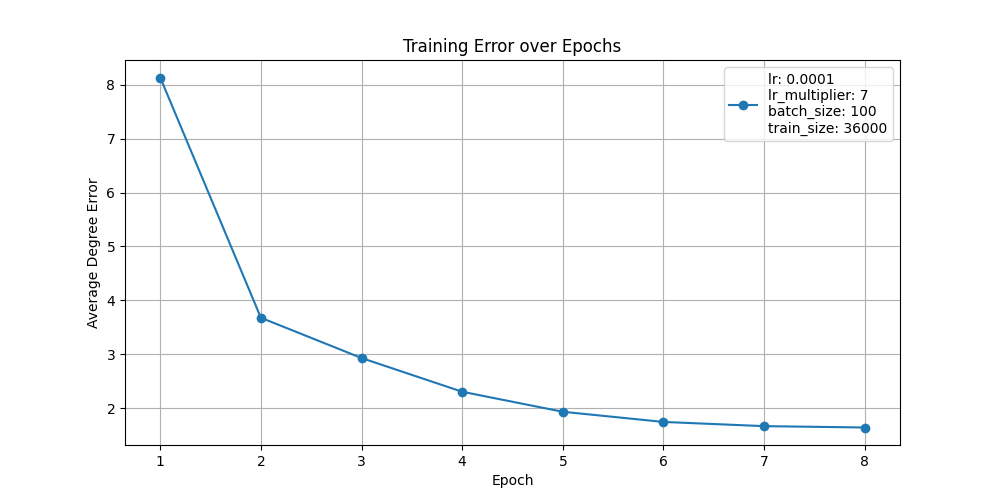 Training Error over Epochs
lr: 0.0001
lr_multiplier: 7
batch_size: 100
train_size: 36000
Average Degree Error
8
7
6
5
4
3
2
1 2 3 4 5 6 7 8
Epoch